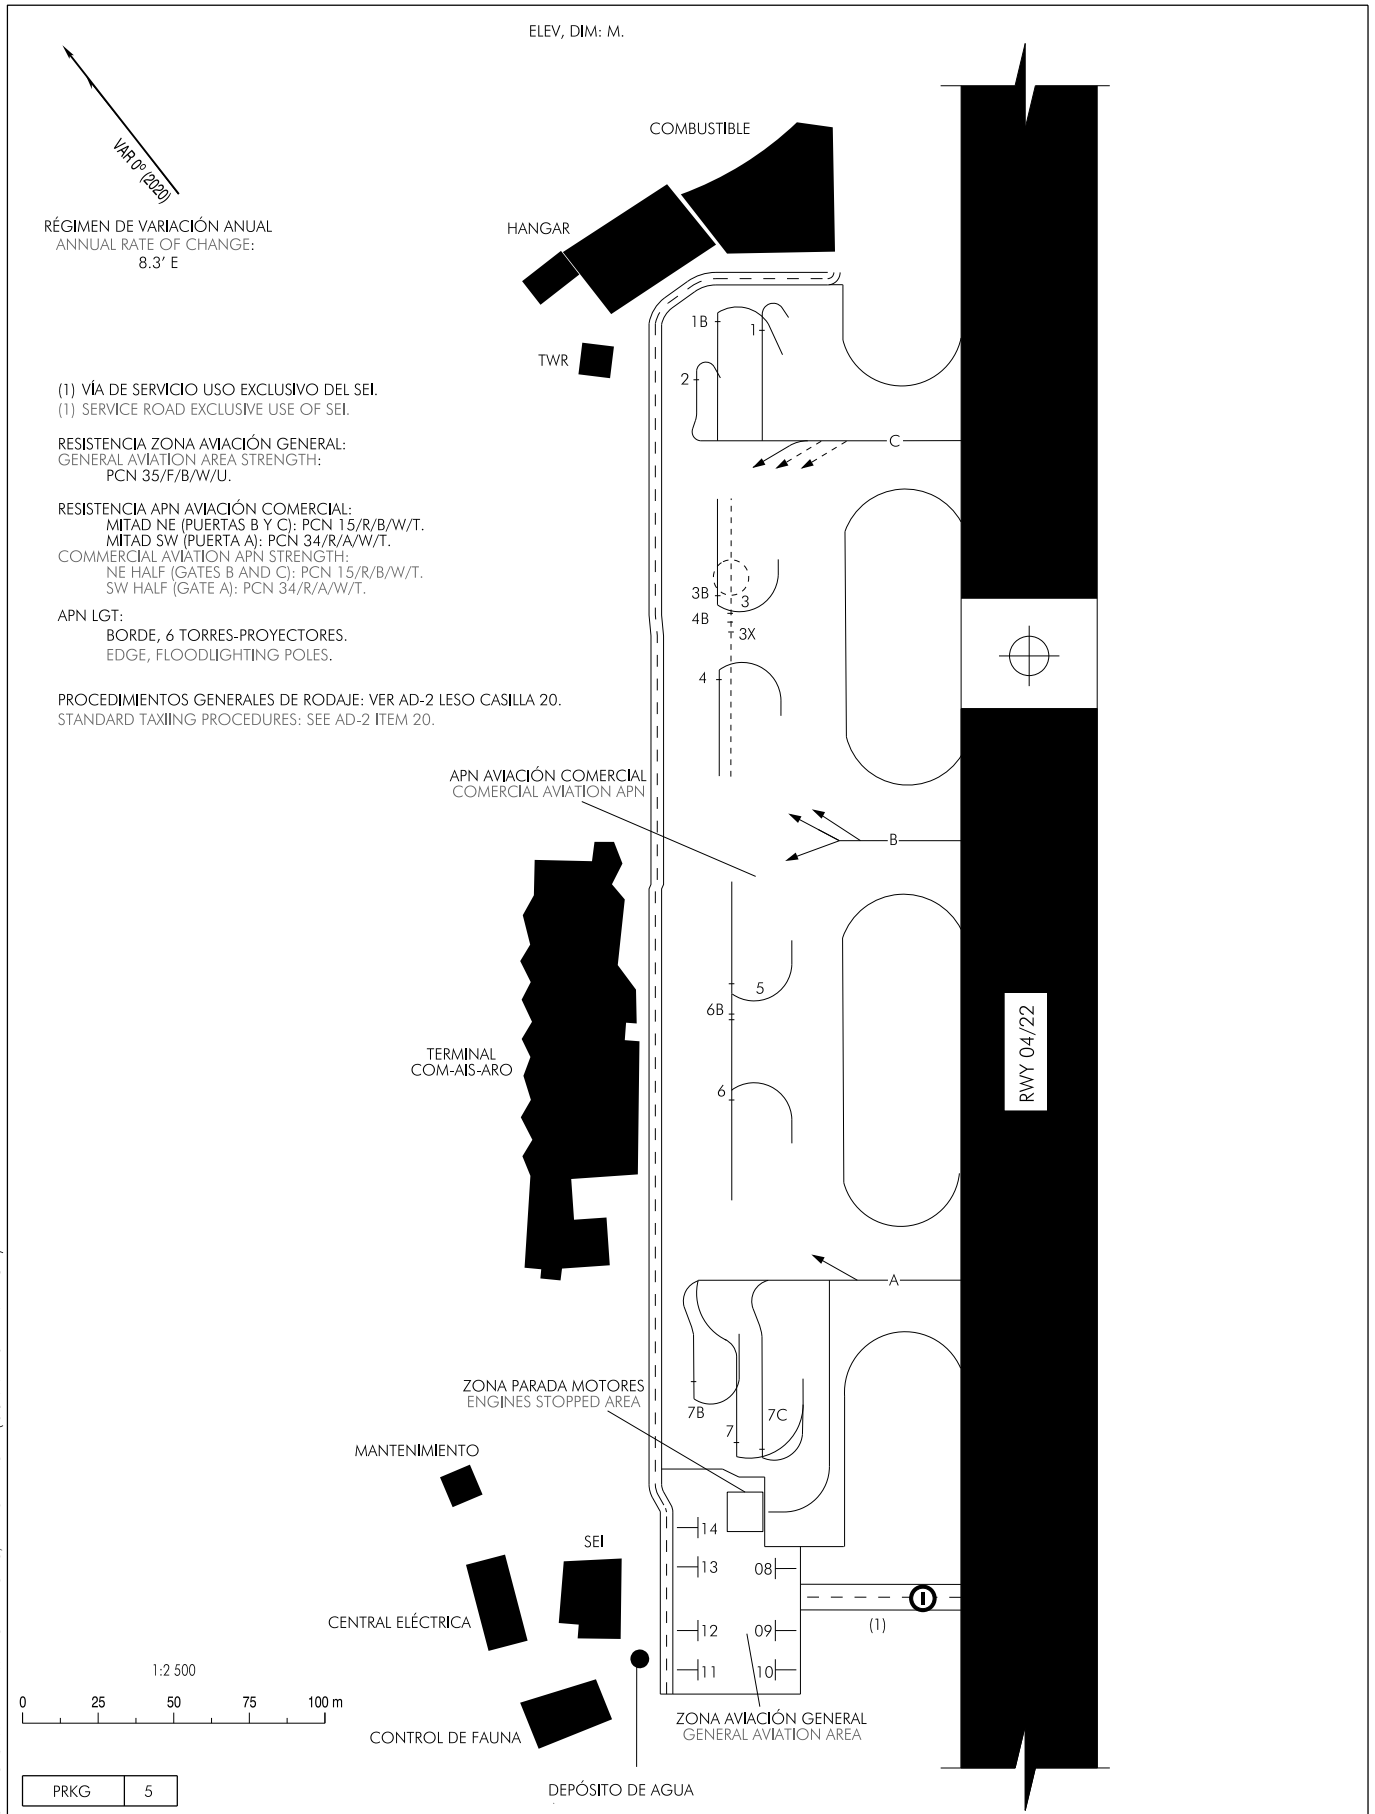 ELEV, DIM: M.
VAR 0° (2020)
RÉGIMEN DE VARIACIÓN ANUAL
ANNUAL RATE OF CHANGE:
8.3' E
COMBUSTIBLE
HANGAR
TWR
1B
1
2
C
(1) VÍA DE SERVICIO USO EXCLUSIVO DEL SEI.
(1) SERVICE ROAD EXCLUSIVE USE OF SEI.
RESISTENCIA ZONA AVIACIÓN GENERAL:
GENERAL AVIATION AREA STRENGTH:
PCN 35/F/B/W/U.
RESISTENCIA APN AVIACIÓN COMERCIAL:
MITAD NE (PUERTAS B Y C): PCN 15/R/B/W/T.
MITAD SW (PUERTA A): PCN 34/R/A/W/T.
COMMERCIAL AVIATION APN STRENGTH:
NE HALF (GATES B AND C): PCN 15/R/B/W/T.
SW HALF (GATE A): PCN 34/R/A/W/T.
APN LGT:
BORDE, 6 TORRES-PROYECTORES.
EDGE, FLOODLIGHTING POLES.
PROCEDIMIENTOS GENERALES DE RODAJE: VER AD-2 LESO CASILLA 20.
STANDARD TAXIING PROCEDURES: SEE AD-2 ITEM 20.
3B
3
4B
3X
4
APN AVIACIÓN COMERCIAL
COMERCIAL AVIATION APN
B
5
6B
6
RWY 04/22
TERMINAL
COM-AIS-ARO
A
ZONA PARADA MOTORES
ENGINES STOPPED AREA
7B
7
7C
MANTENIMIENTO
SEI
CENTRAL ELÉCTRICA
14
13
08
12
09
11
10
(1)
ZONA AVIACIÓN GENERAL
GENERAL AVIATION AREA
CONTROL DE FAUNA
DEPÓSITO DE AGUA
1:2 500
0 25 50 75 100 m
PRKG 5